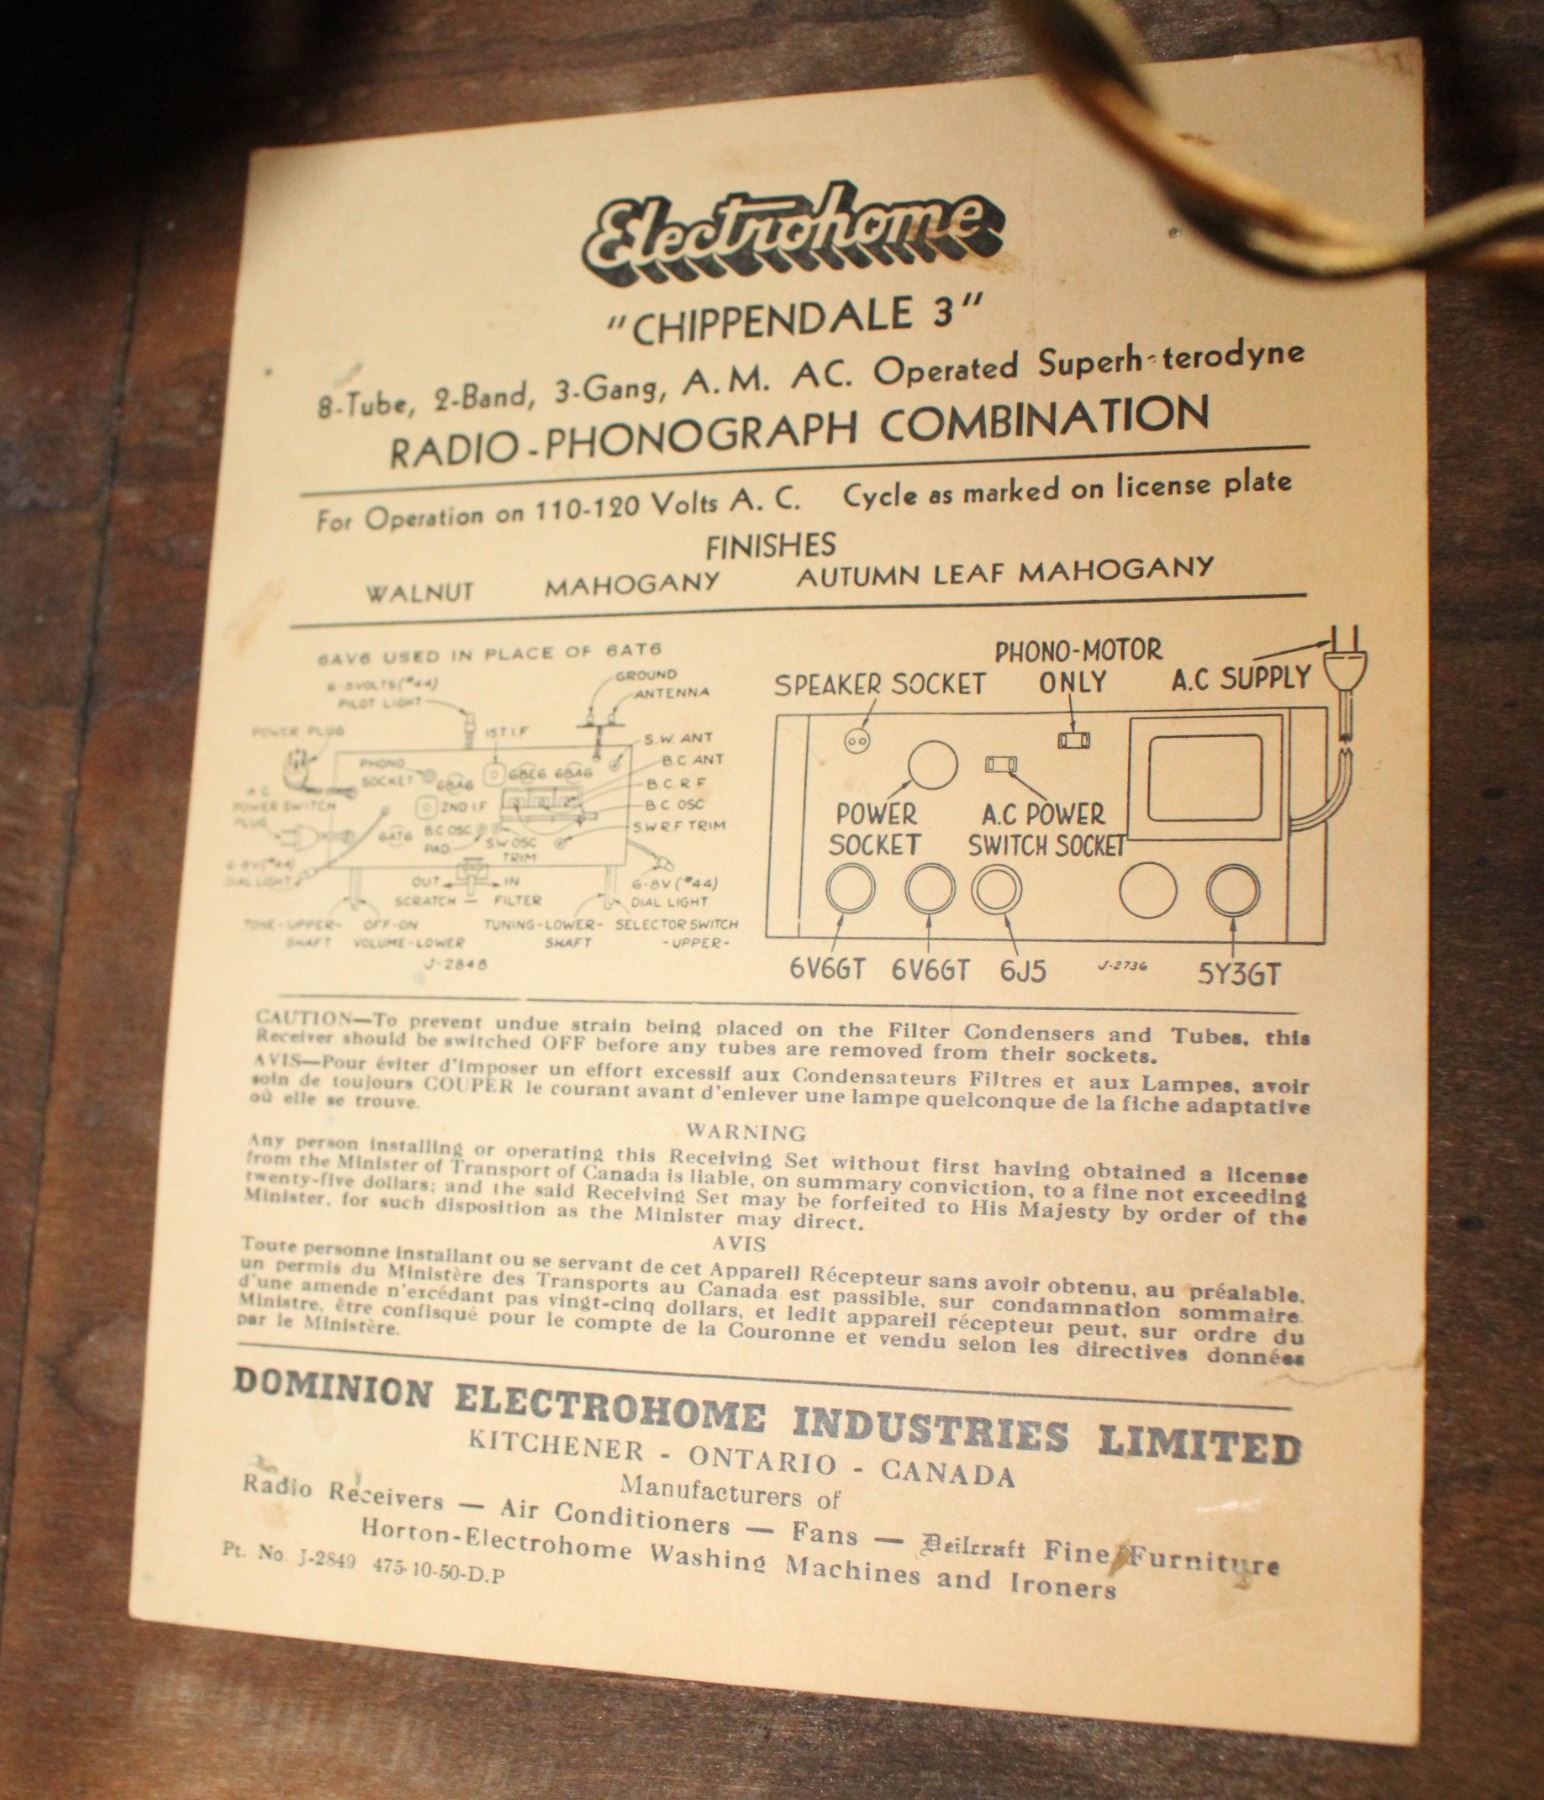 Electrohome
"CHIPPENDALE 3"
8-Tube, 2-Band, 3-Gang, A.M. AC. Operated Superh-terodyne
RADIO-PHONOGRAPH COMBINATION
For Operation on 110-120 Volts A. C. Cycle as marked on license plate
FINISHES
WALNUT MAHOGANY AUTUMN LEAF MAHOGANY
6AV6 USED IN PLACE OF 6AT6
6-8VOLTS (#44)
PILOT LIGHT
GROUND
ANTENNA
POWER PLUG
1ST I.F
S.W. ANT
PHONO
SOCKET
6BA6
6BE6 6BA6
B.C ANT
B.C R F
A C
POWER SWITCH
PLUG
2ND I.F
B C OSC
6AT6
B.C OSC
PAD
S.W OSC
TRIM
S.W R F TRIM
6-8V (#44)
DIAL LIGHT
OUT IN
SCRATCH - FILTER
6-8V (#44)
DIAL LIGHT
TONE-UPPER-
SHAFT
OFF-ON
VOLUME-LOWER
TUNING-LOWER-
SHAFT
SELECTOR SWITCH
-UPPER-
J-2848
SPEAKER SOCKET
PHONO-MOTOR
ONLY
A.C SUPPLY
POWER
SOCKET
A.C POWER
SWITCH SOCKET
6V6GT 6V6GT 6J5 J-2736 5Y3GT
CAUTION—To prevent undue strain being placed on the Filter Condensers and Tubes, this
Receiver should be switched OFF before any tubes are removed from their sockets.
AVIS—Pour éviter d'imposer un effort excessif aux Condensateurs Filtres et aux Lampes, avoir
soin de toujours COUPER le courant avant d'enlever une lampe quelconque de la fiche adaptative
où elle se trouve.
WARNING
Any person installing or operating this Receiving Set without first having obtained a license
from the Minister of Transport of Canada is liable, on summary conviction, to a fine not exceeding
twenty-five dollars; and the said Receiving Set may be forfeited to His Majesty by order of the
Minister, for such disposition as the Minister may direct.
AVIS
Toute personne installant ou se servant de cet Appareil Récepteur sans avoir obtenu, au préalable,
un permis du Ministère des Transports au Canada est passible, sur condamnation sommaire
d'une amende n'excédant pas vingt-cinq dollars, et ledit appareil récepteur peut, sur ordre du
Ministre, être confisqué pour le compte de la Couronne et vendu selon les directives données
par le Ministère.
DOMINION ELECTROHOME INDUSTRIES LIMITED
KITCHENER - ONTARIO - CANADA
Manufacturers of
Radio Receivers — Air Conditioners — Fans — Deilcraft Fine Furniture
Horton-Electrohome Washing Machines and Ironers
Pt. No. J-2849 475-10-50-D.P